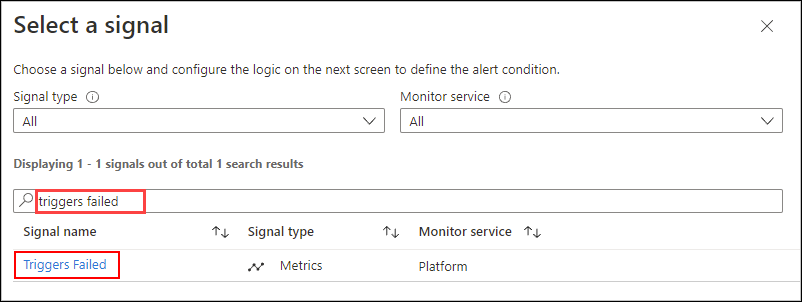 Select a signal
Choose a signal below and configure the logic on the next screen to define the alert condition.
Signal type Monitor service
All All
Displaying 1 - 1 signals out of total 1 search results
triggers failed
Signal name Signal type Monitor service
Triggers Failed Metrics Platform